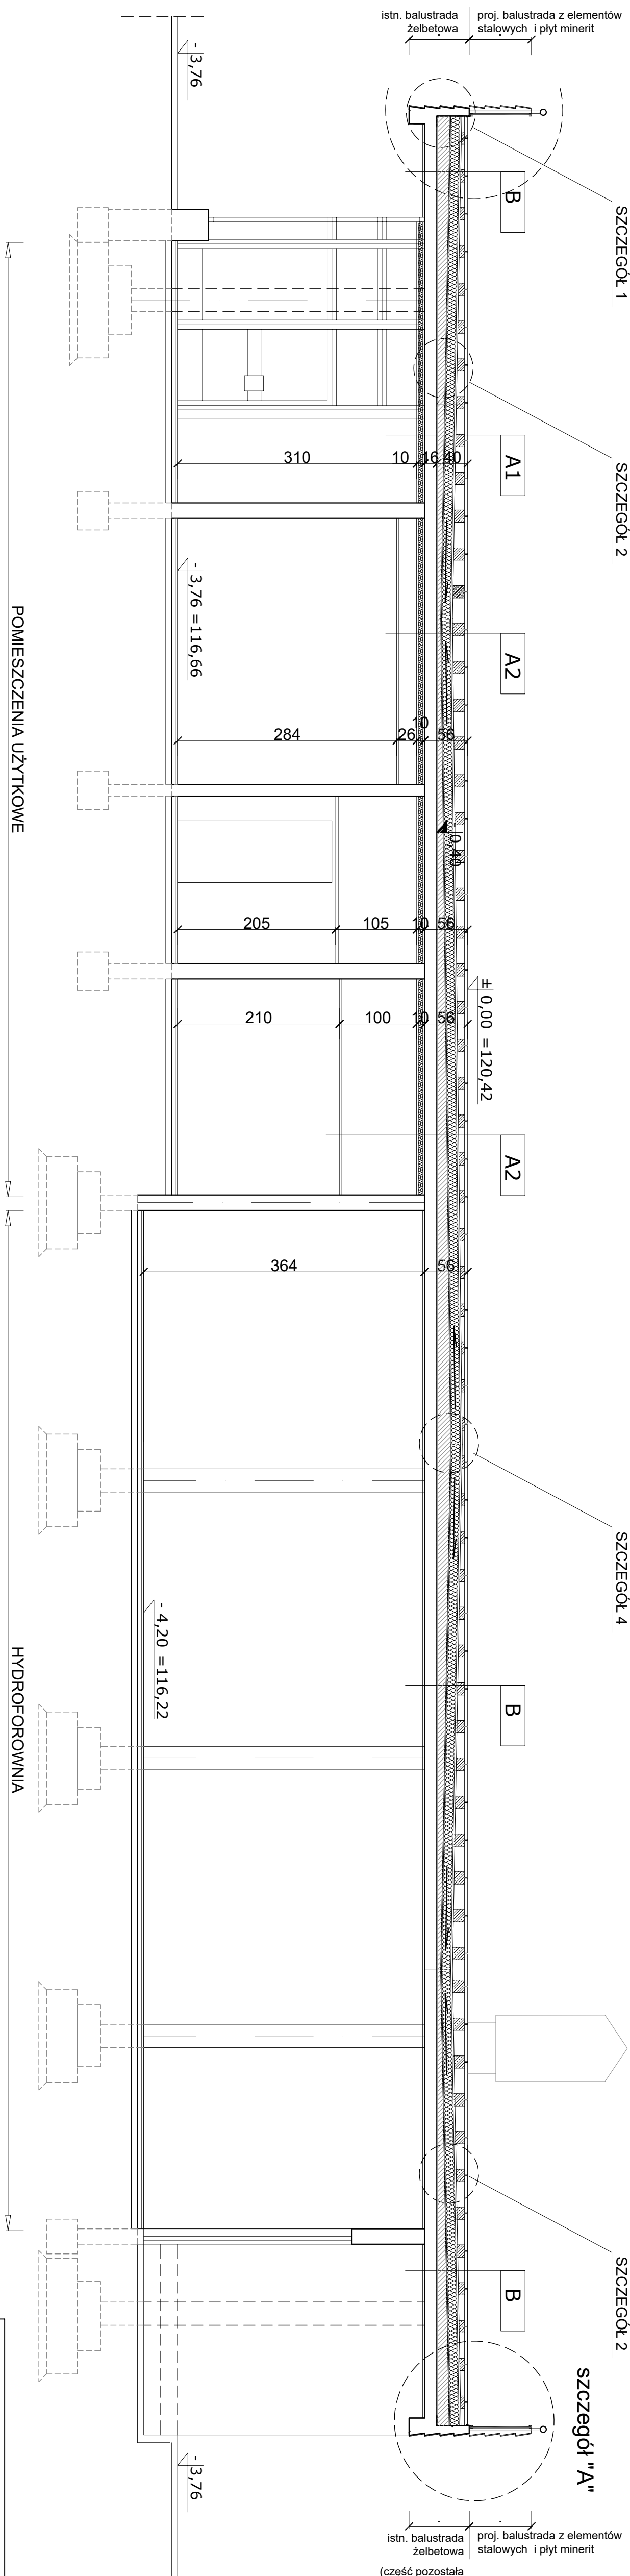 istn. balustrada
żelbetowa
proj. balustrada z elementów
stalowych i płyt minerit
- 3,76
SZCZEGÓŁ 1
B
SZCZEGÓŁ 2
A1
310
10
16
40
- 3,76 =116,66
A2
284
26
10
56
POMIESZCZENIA UŻYTKOWE
-0,40
205
105
10
56
± 0,00 =120,42
210
100
10
56
A2
364
56
SZCZEGÓŁ 4
- 4,20 =116,22
B
HYDROFOROWNIA
SZCZEGÓŁ 2
B
szczegół "A"
- 3,76
istn. balustrada
żelbetowa
(cześć pozostała
proj. balustrada z elementów
stalowych i płyt minerit